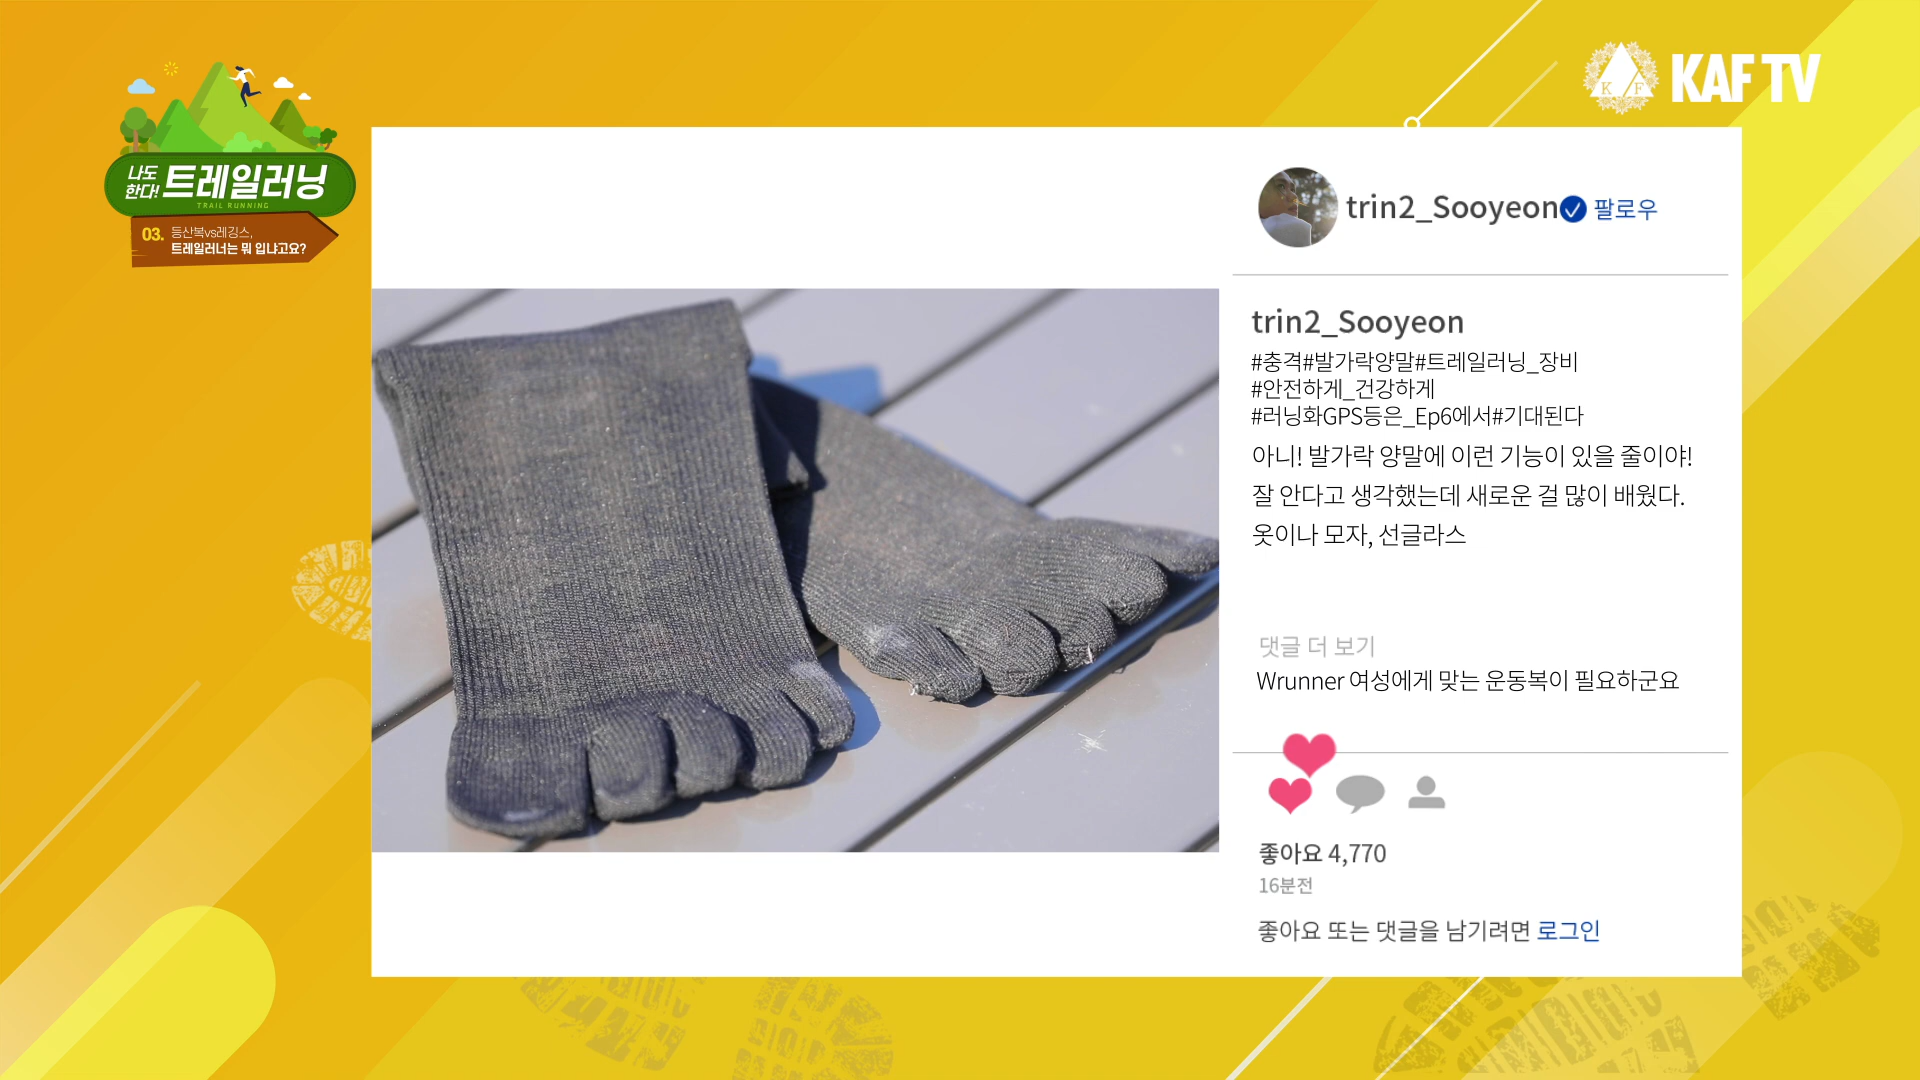 나도
한다!
트레일러닝
TRAIL RUNNING
03. 등산복vs레깅스,
트레일러너는 뭐 입냐고요?
K F
KAF TV
trin2_Sooyeon 팔로우
trin2_Sooyeon
#충격#발가락양말#트레일러닝_장비
#안전하게_건강하게
#러닝화GPS등은_Ep6에서#기대된다
아니! 발가락 양말에 이런 기능이 있을 줄이야!
잘 안다고 생각했는데 새로운 걸 많이 배웠다.
옷이나 모자, 선글라스
댓글 더 보기
Wrunner 여성에게 맞는 운동복이 필요하군요
좋아요 4,770
16분전
좋아요 또는 댓글을 남기려면 로그인